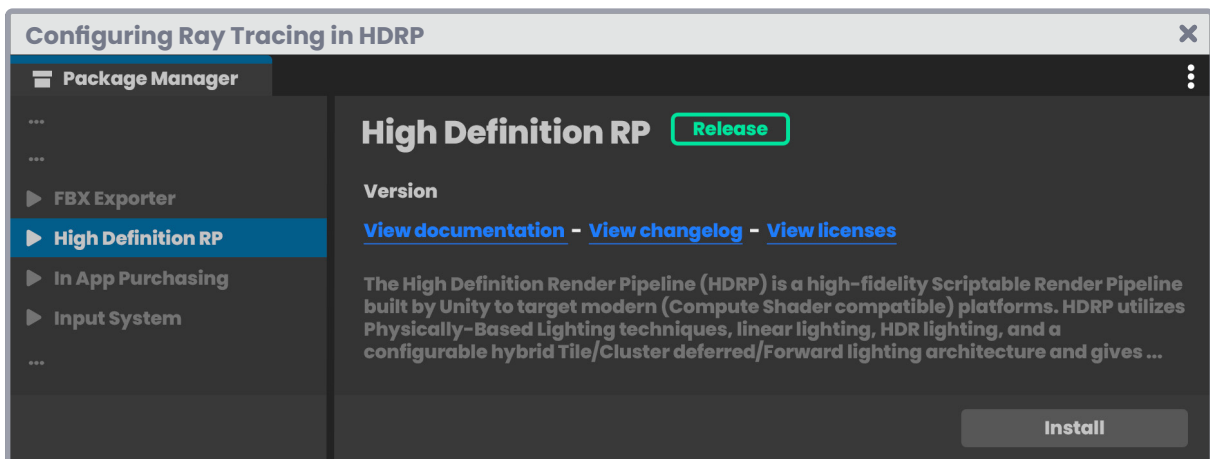 Configuring Ray Tracing in HDRP
Package Manager
...
...
FBX Exporter
High Definition RP
In App Purchasing
Input System
...
High Definition RP
Release
Version
View documentation - View changelog - View licenses
The High Definition Render Pipeline (HDRP) is a high-fidelity Scriptable Render Pipeline
built by Unity to target modern (Compute Shader compatible) platforms. HDRP utilizes
Physically-Based Lighting techniques, linear lighting, HDR lighting, and a
configurable hybrid Tile/Cluster deferred/Forward lighting architecture and gives ...
Install